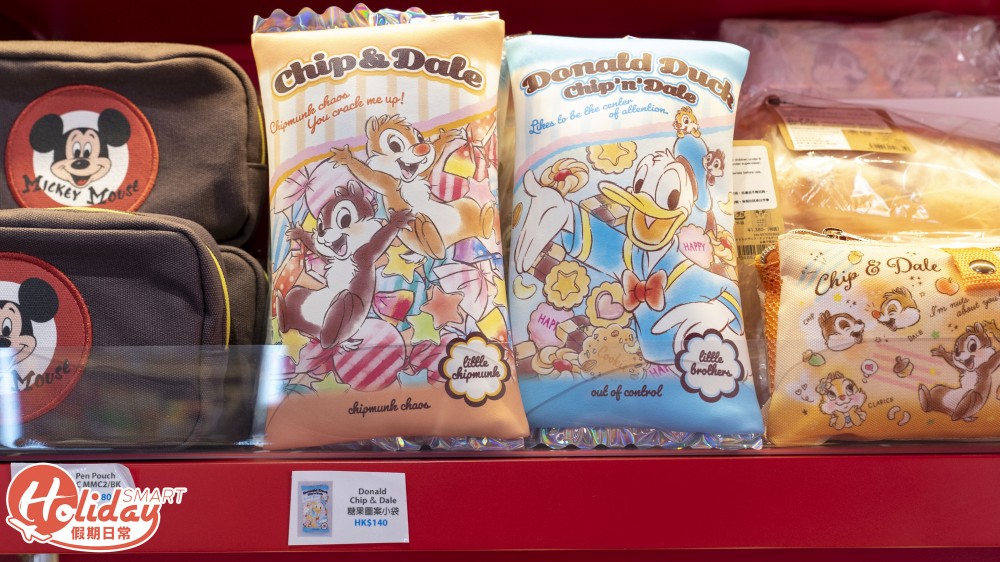 Chip & Dale
Chipmunk chaos
You crack me up!
little
chipmunk
chipmunk chaos
Donald Duck
Chip 'n' Dale
Likes to be the center
of attention.
HAPPY
HAPP
little
brothers
out of control
Mickey Mouse
Mouse
Chip & Dale
CHIP
DALE
I'm nuts
about you!
CLARICE
Pen Pouch
MMC2/BK
Holiday
SMART
假期日常
Donald
Chip & Dale
糖果圖案小袋
HK$140